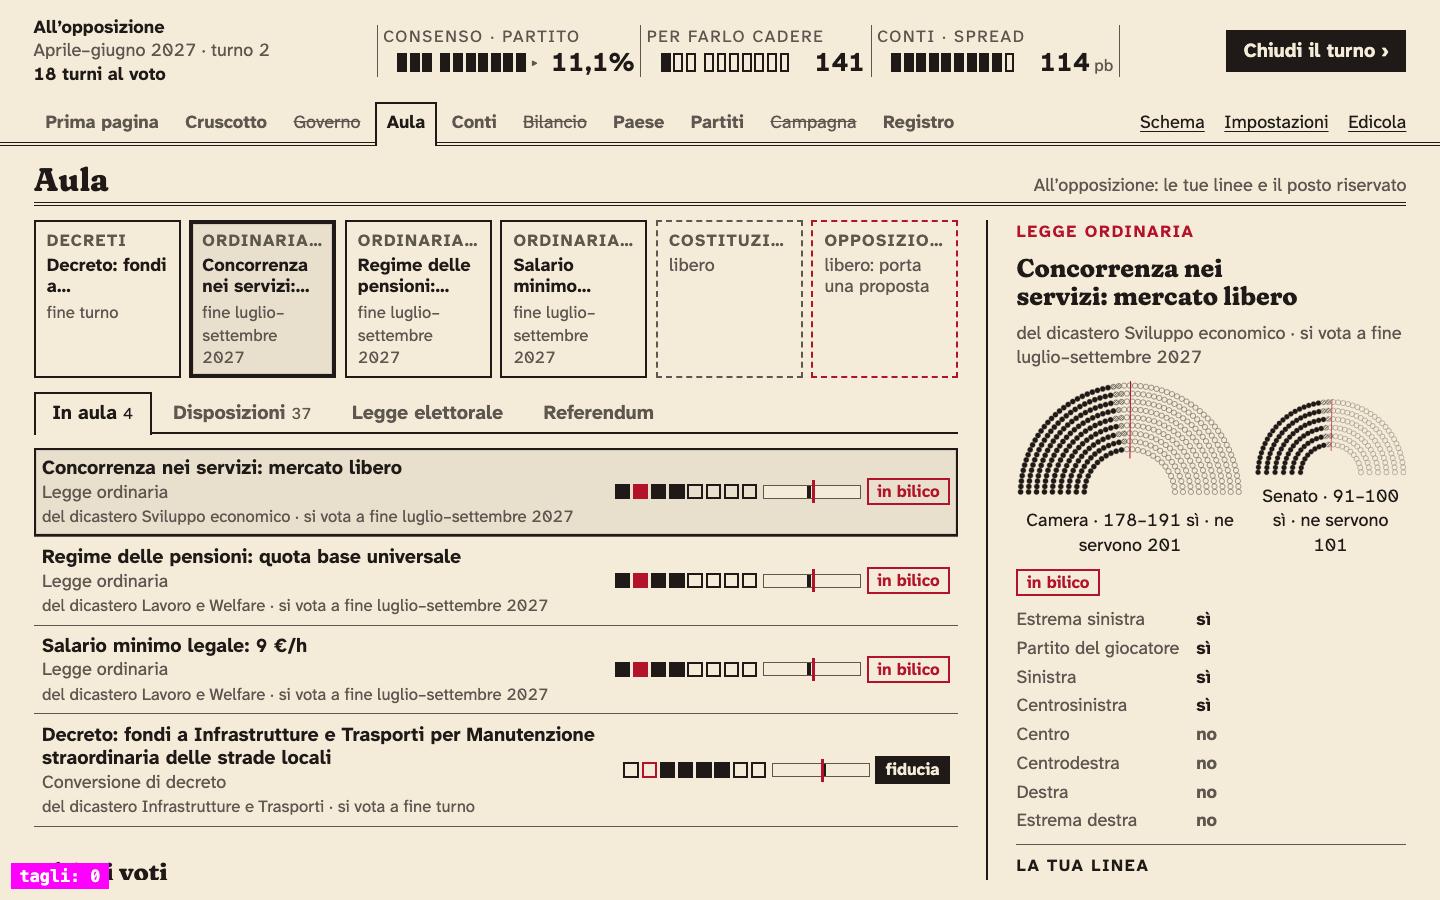 All’opposizione
Aprile–giugno 2027 · turno 2
18 turni al voto
CONSENSO · PARTITO
11,1%
PER FARLO CADERE
141
CONTI · SPREAD
114 pb
Chiudi il turno ›
Prima pagina
Cruscotto
Governo
Aula
Conti
Bilancio
Paese
Partiti
Campagna
Registro
Schema
Impostazioni
Edicola
Aula
All’opposizione: le tue linee e il posto riservato
DECRETI
Decreto: fondi
a…
fine turno
ORDINARIA…
Concorrenza
nei servizi:…
fine luglio–
settembre
2027
ORDINARIA…
Regime delle
pensioni:…
fine luglio–
settembre
2027
ORDINARIA…
Salario
minimo…
fine luglio–
settembre
2027
COSTITUZI…
libero
OPPOSIZIO…
libero: porta
una proposta
In aula 4
Disposizioni 37
Legge elettorale
Referendum
Concorrenza nei servizi: mercato libero
Legge ordinaria
del dicastero Sviluppo economico · si vota a fine luglio–settembre 2027
in bilico
Regime delle pensioni: quota base universale
Legge ordinaria
del dicastero Lavoro e Welfare · si vota a fine luglio–settembre 2027
in bilico
Salario minimo legale: 9 €/h
Legge ordinaria
del dicastero Lavoro e Welfare · si vota a fine luglio–settembre 2027
in bilico
Decreto: fondi a Infrastrutture e Trasporti per Manutenzione
straordinaria delle strade locali
Conversione di decreto
del dicastero Infrastrutture e Trasporti · si vota a fine turno
fiducia
voti
tagli: 0
LEGGE ORDINARIA
Concorrenza nei
servizi: mercato libero
del dicastero Sviluppo economico · si vota a fine
luglio–settembre 2027
Camera · 178–191 sì · ne
servono 201
Senato · 91–100
sì · ne servono
101
in bilico
Estrema sinistra sì
Partito del giocatore sì
Sinistra sì
Centrosinistra sì
Centro no
Centrodestra no
Destra no
Estrema destra no
LA TUA LINEA